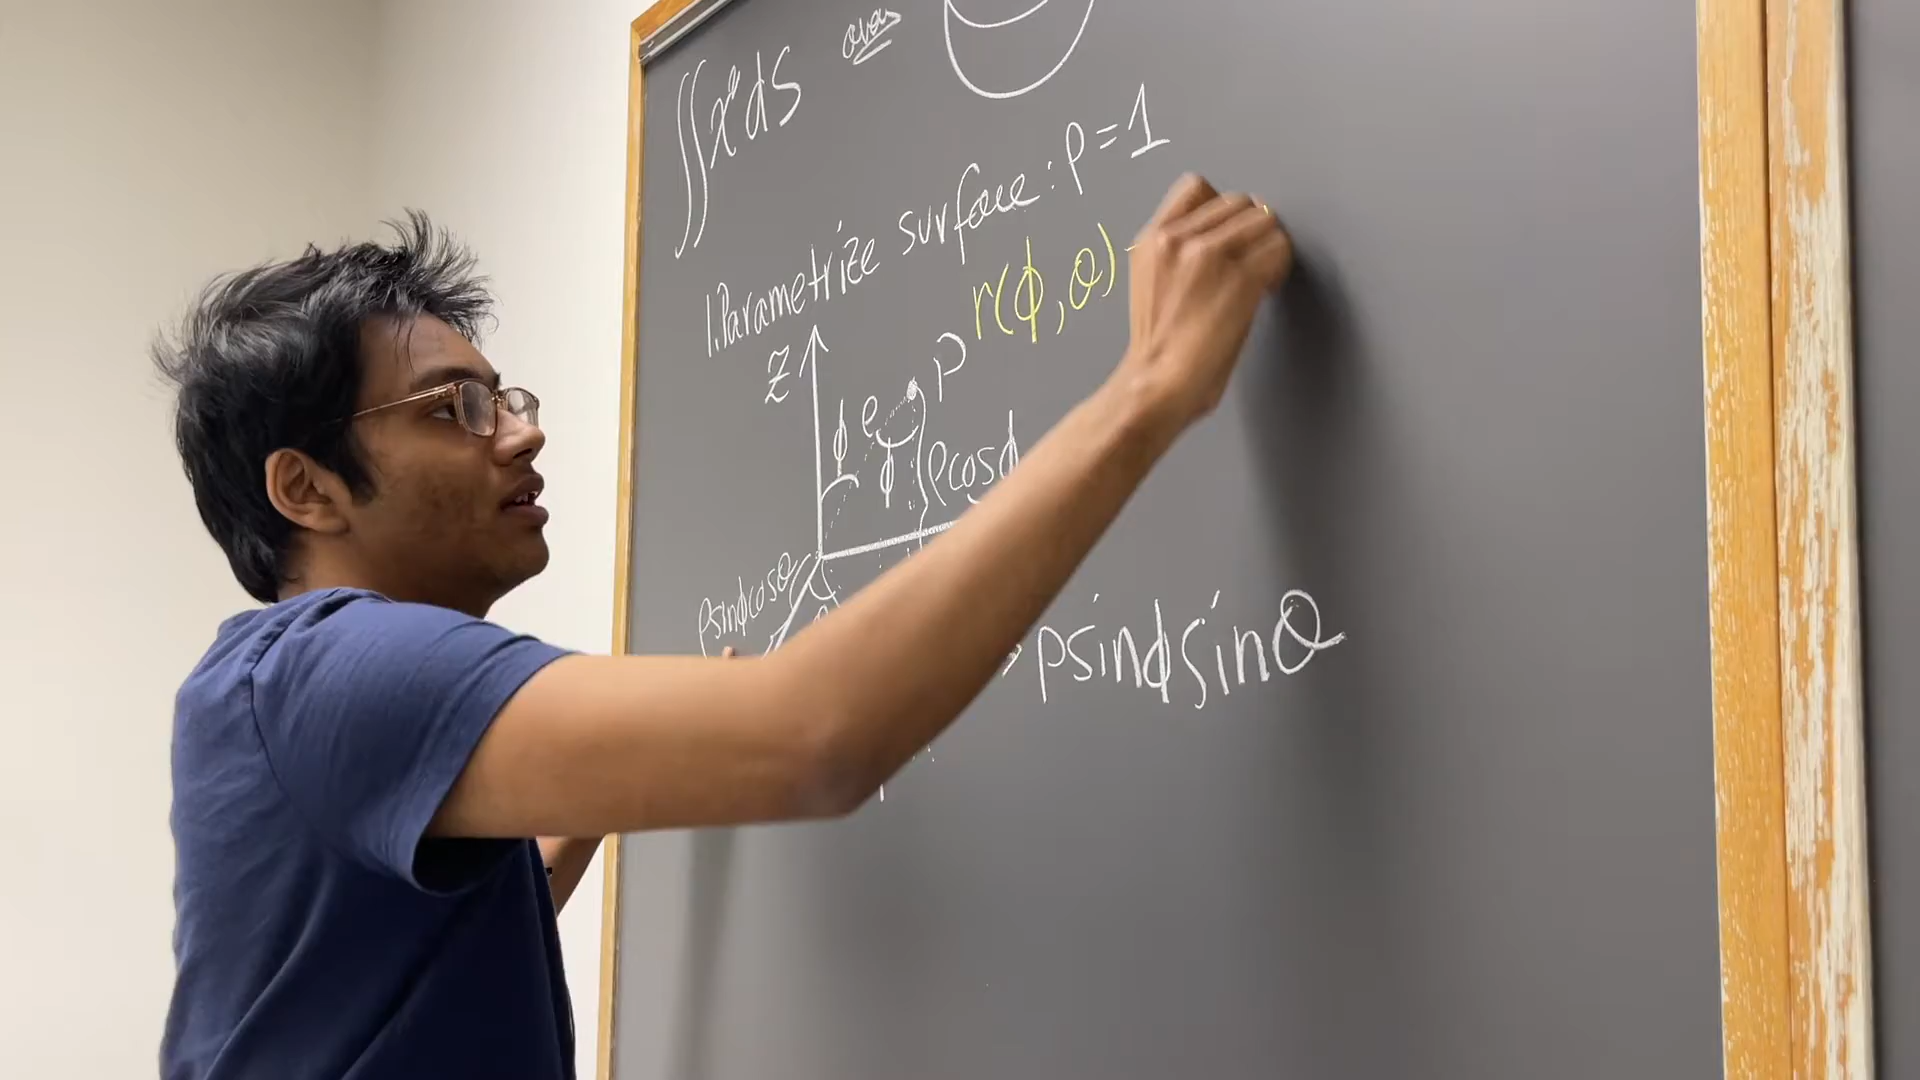 ∬x²dS over
1. Parametrize surface: ρ = 1
r(ϕ,θ)
Z
P
ϕ ρ
ϕ
ρcosϕ
ρsinϕcosθ
ρsinϕsinθ